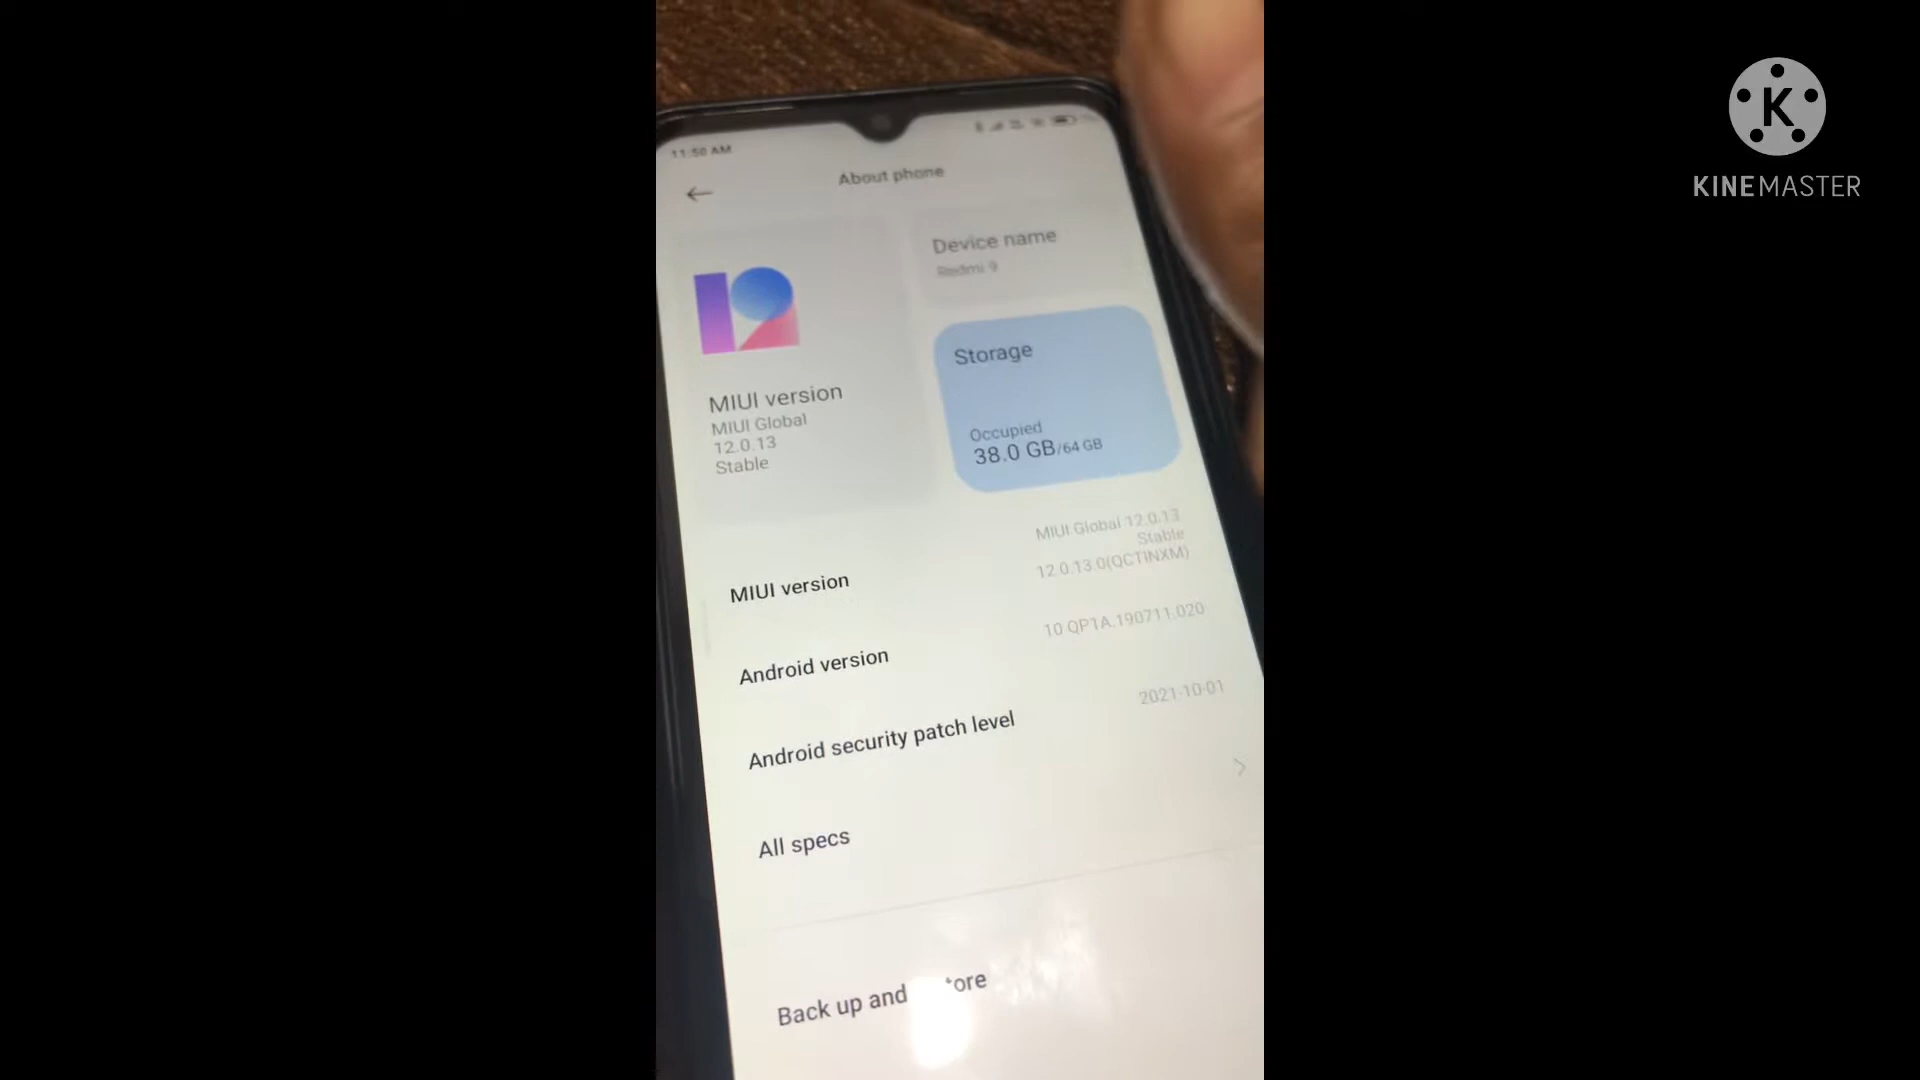 K
KINEMASTER
11:50 AM
About phone
Device name
Redmi 9
MIUI version
MIUI Global
12.0.13
Stable
Storage
Occupied
38.0 GB/64 GB
MIUI version
MIUI Global 12.0.13
Stable
12.0.13.0(QCTINXM)
Android version
10 QP1A.190711.020
Android security patch level
2021-10-01
All specs
Back up and